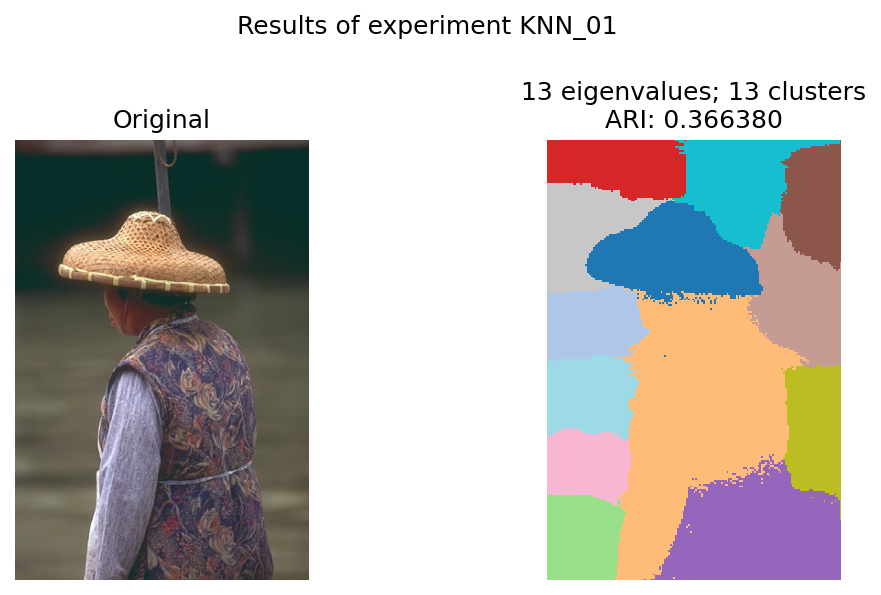 Results of experiment KNN_01
Original
13 eigenvalues; 13 clusters
ARI: 0.366380